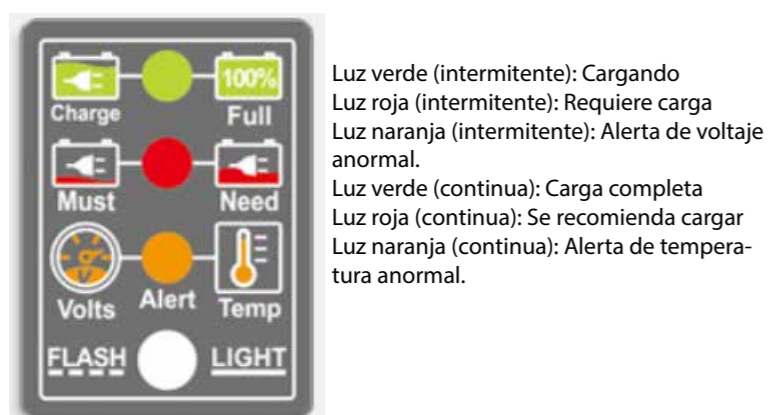 100%
Charge Full
Must Need
Volts Alert Temp
FLASH LIGHT
Luz verde (intermitente): Cargando
Luz roja (intermitente): Requiere carga
Luz naranja (intermitente): Alerta de voltaje
anormal.
Luz verde (continua): Carga completa
Luz roja (continua): Se recomienda cargar
Luz naranja (continua): Alerta de tempera-
tura anormal.